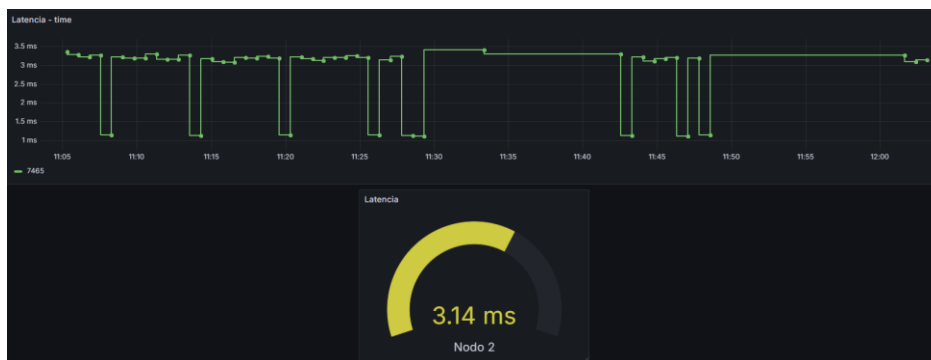 Latencia - time
3.5 ms
3 ms
2.5 ms
2 ms
1.5 ms
1 ms
11:05 11:10 11:15 11:20 11:25 11:30 11:35 11:40 11:45 11:50 11:55 12:00
7465
Latencia
3.14 ms
Nodo 2